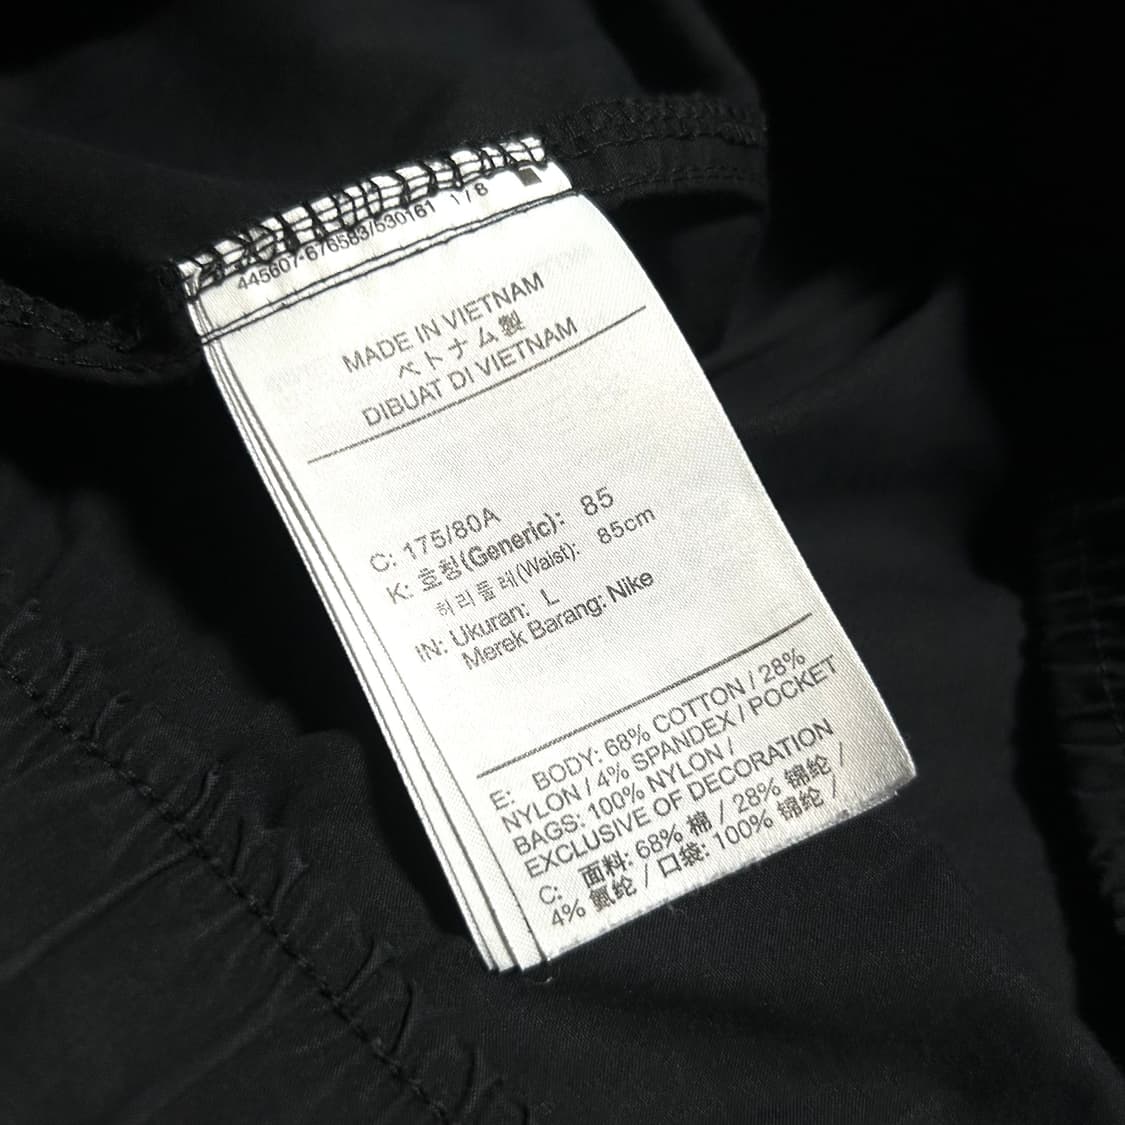 445607-676583/530161 1/8
MADE IN VIETNAM
ベトナム製
DIBUAT DI VIETNAM
C: 175/80A
K: 호칭(Generic): 85
허리둘레(Waist): 85cm
IN: Ukuran: L
Merek Barang: Nike
E: BODY: 68% COTTON / 28%
NYLON / 4% SPANDEX / POCKET
BAGS: 100% NYLON /
EXCLUSIVE OF DECORATION
C: 面料: 68% 棉 / 28% 锦纶 /
4% 氨纶 / 口袋: 100% 锦纶 /